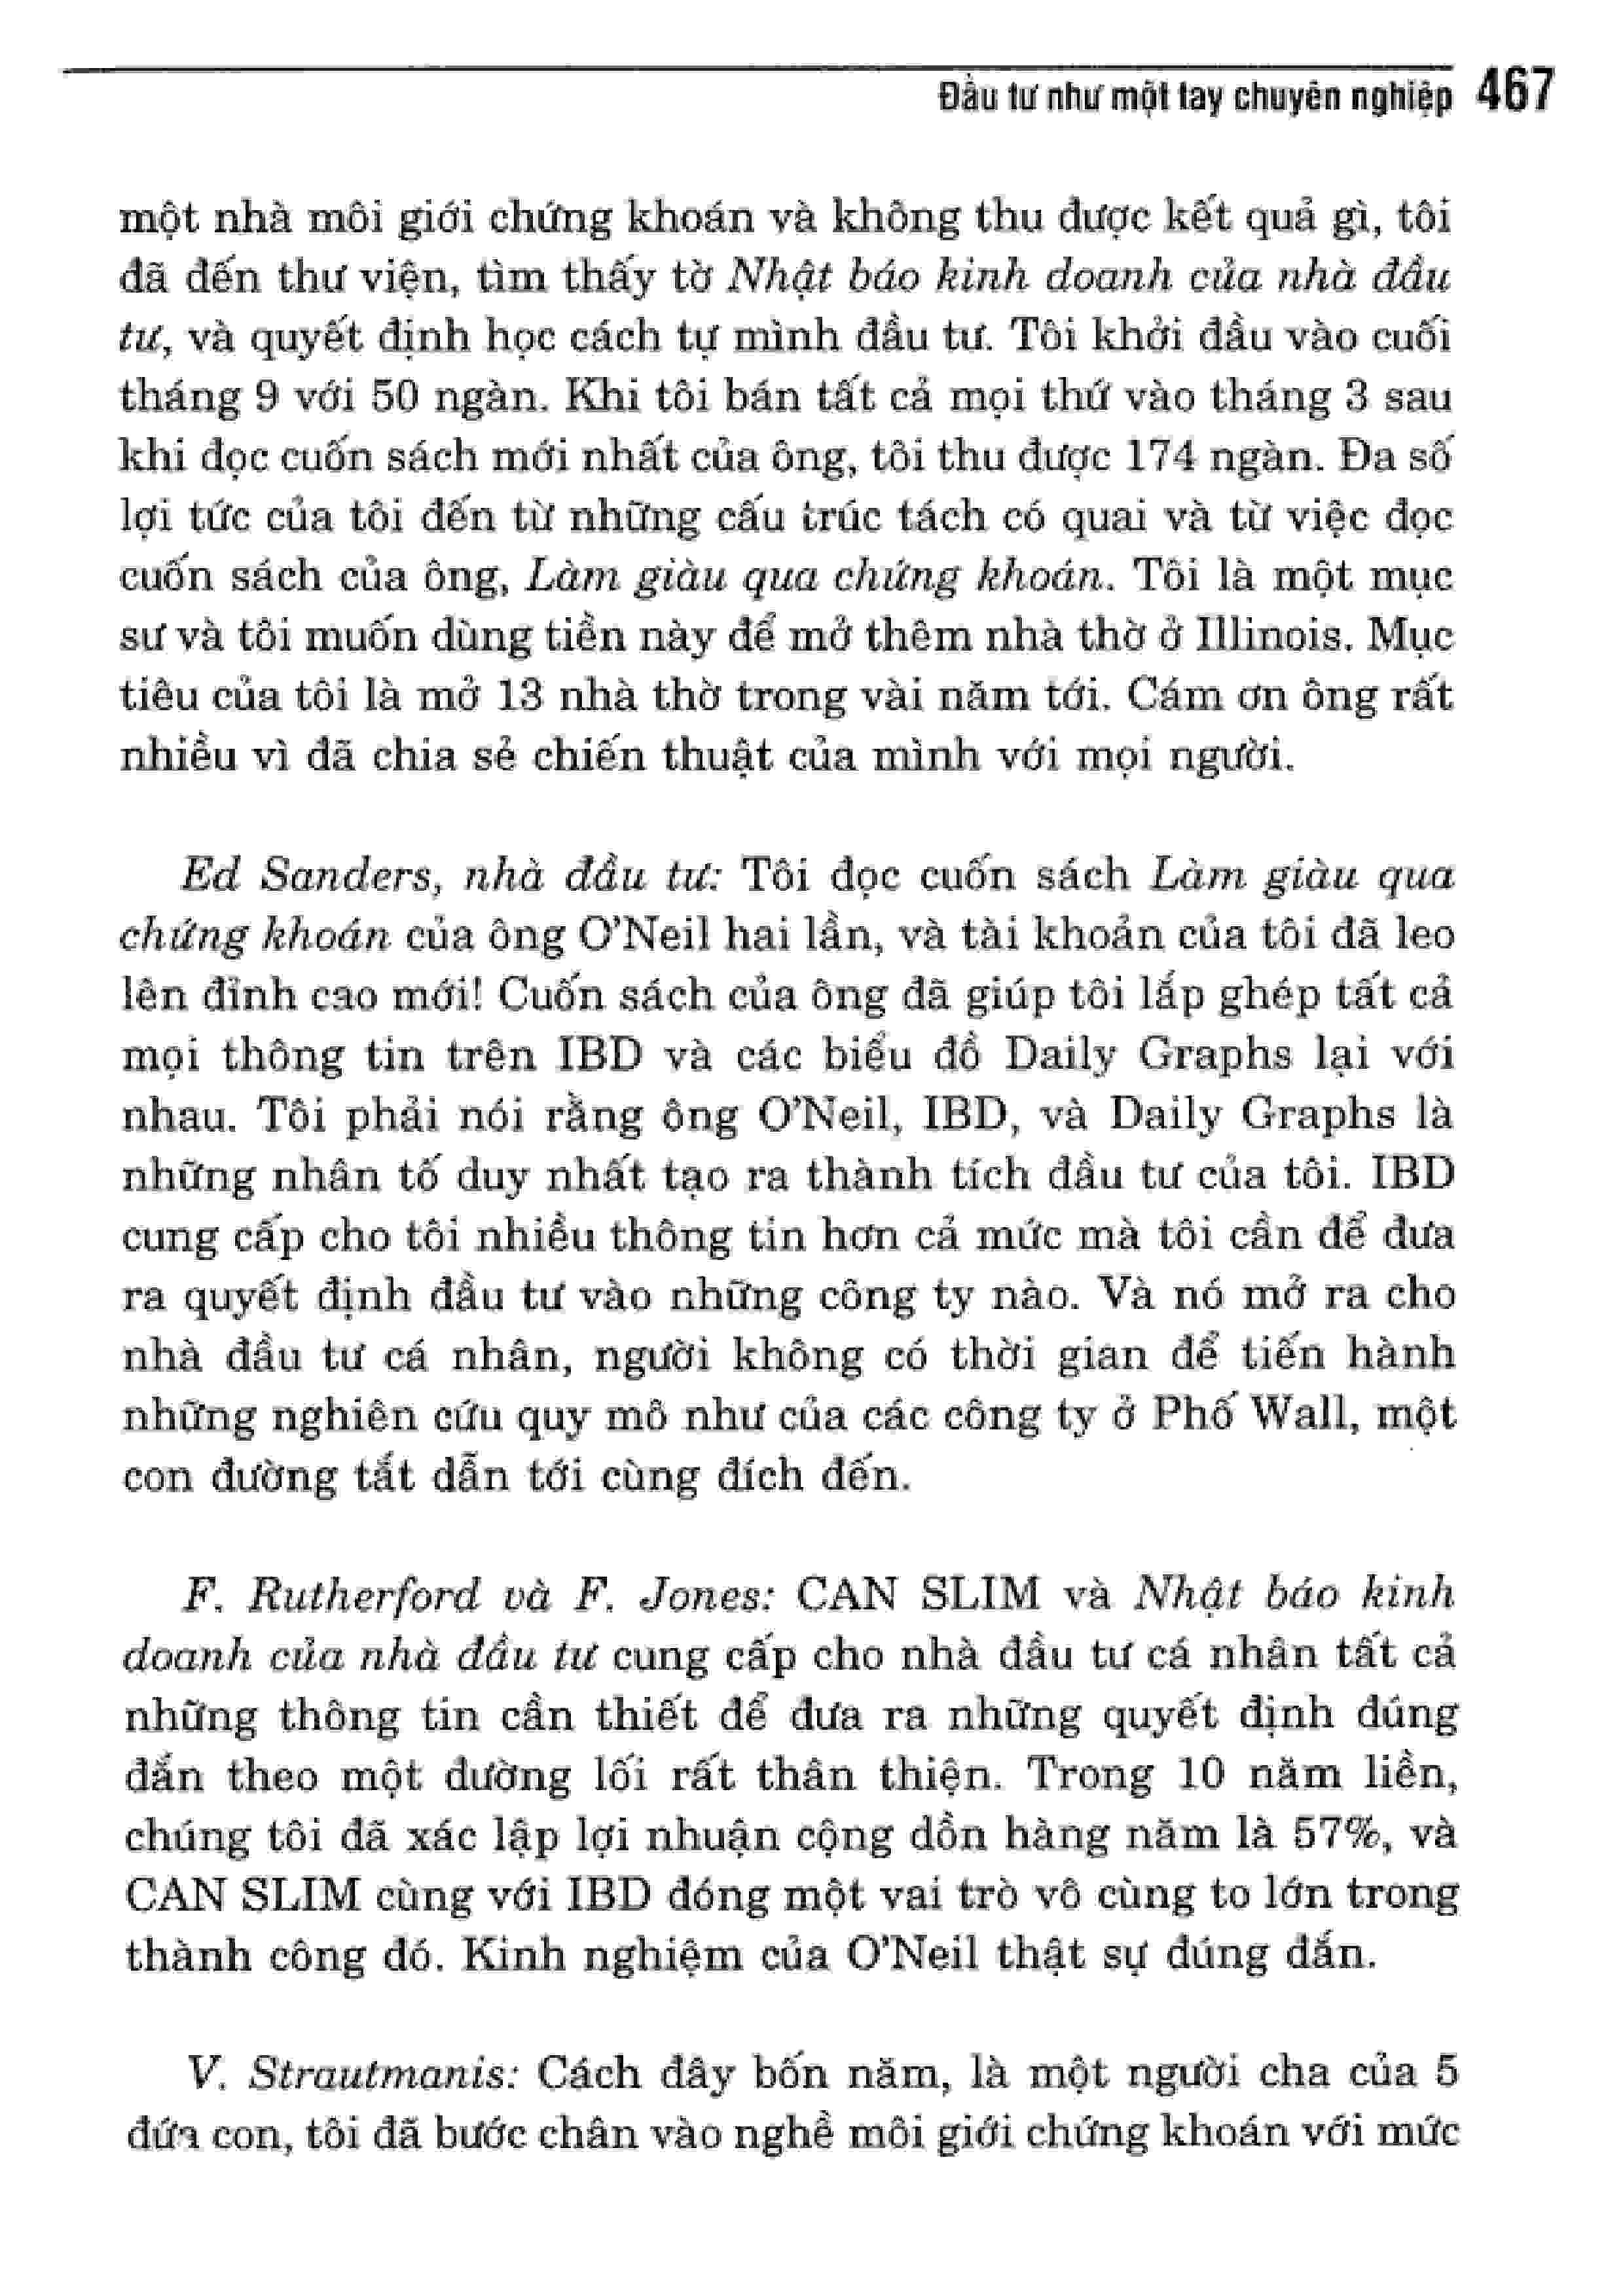 Đầu tư như một tay chuyên nghiệp 467
một nhà môi giới chứng khoán và không thu được kết quả gì, tôi
đã đến thư viện, tìm thấy tờ Nhật báo kinh doanh của nhà đầu
tư, và quyết định học cách tự mình đầu tư. Tôi khởi đầu vào cuối
tháng 9 với 50 ngàn. Khi tôi bán tất cả mọi thứ vào tháng 3 sau
khi đọc cuốn sách mới nhất của ông, tôi thu được 174 ngàn. Đa số
lợi tức của tôi đến từ những cấu trúc tách có quai và từ việc đọc
cuốn sách của ông, Làm giàu qua chứng khoán. Tôi là một mục
sư và tôi muốn dùng tiền này để mở thêm nhà thờ ở Illinois. Mục
tiêu của tôi là mở 13 nhà thờ trong vài năm tới. Cám ơn ông rất
nhiều vì đã chia sẻ chiến thuật của mình với mọi người.
Ed Sanders, nhà đầu tư: Tôi đọc cuốn sách Làm giàu qua
chứng khoán của ông O'Neil hai lần, và tài khoản của tôi đã leo
lên đỉnh cao mới! Cuốn sách của ông đã giúp tôi lắp ghép tất cả
mọi thông tin trên IBD và các biểu đồ Daily Graphs lại với
nhau. Tôi phải nói rằng ông O'Neil, IBD, và Daily Graphs là
những nhân tố duy nhất tạo ra thành tích đầu tư của tôi. IBD
cung cấp cho tôi nhiều thông tin hơn cả mức mà tôi cần để đưa
ra quyết định đầu tư vào những công ty nào. Và nó mở ra cho
nhà đầu tư cá nhân, người không có thời gian để tiến hành
những nghiên cứu quy mô như của các công ty ở Phố Wall, một
con đường tắt dẫn tới cùng đích đến.
F. Rutherford và F. Jones: CAN SLIM và Nhật báo kinh
doanh của nhà đầu tư cung cấp cho nhà đầu tư cá nhân tất cả
những thông tin cần thiết để đưa ra những quyết định đúng
đắn theo một đường lối rất thân thiện. Trong 10 năm liền,
chúng tôi đã xác lập lợi nhuận cộng dồn hàng năm là 57%, và
CAN SLIM cùng với IBD đóng một vai trò vô cùng to lớn trong
thành công đó. Kinh nghiệm của O'Neil thật sự đúng đắn.
V. Strautmanis: Cách đây bốn năm, là một người cha của 5
đứa con, tôi đã bước chân vào nghề môi giới chứng khoán với mức